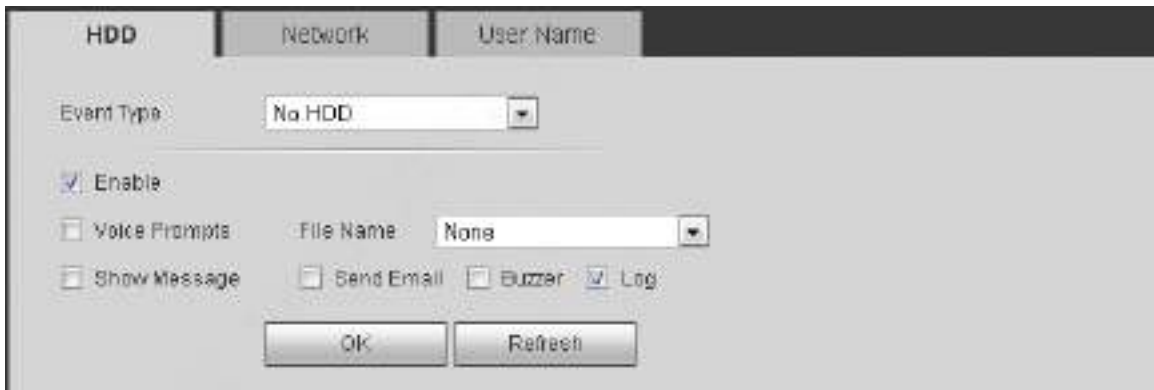 HDD Network User Name
Event Type No HDD
Enable
Voice Prompts File Name None
Show Message Send Email Buzzer Log
OK Refresh